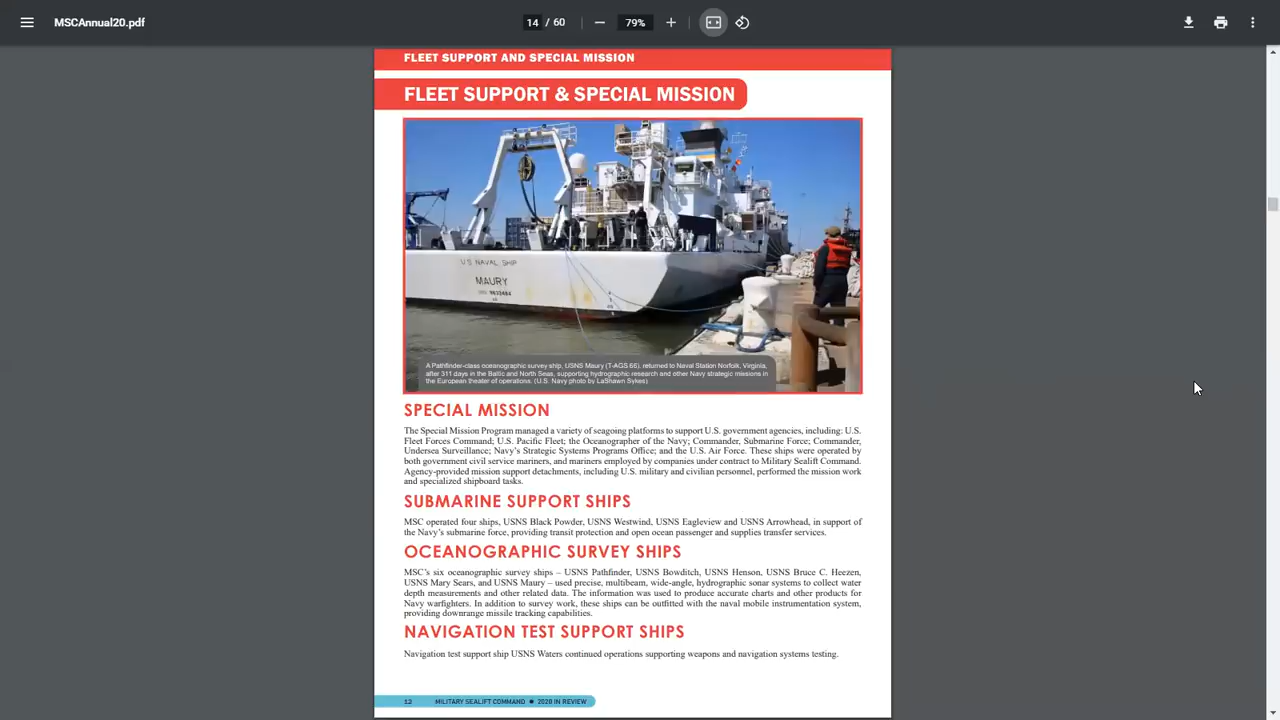 MSCAnnual20.pdf
14 / 60
79%
FLEET SUPPORT AND SPECIAL MISSION
FLEET SUPPORT & SPECIAL MISSION
U S NAVAL SHIP
MAURY
A Pathfinder-class oceanographic survey ship, USNS Maury (T-AGS 66), returned to Naval Station Norfolk, Virginia,
after 311 days in the Baltic and North Seas, supporting hydrographic research and other Navy strategic missions in
the European theater of operations. (U.S. Navy photo by LaShawn Sykes)
SPECIAL MISSION
The Special Mission Program managed a variety of seagoing platforms to support U.S. government agencies, including: U.S.
Fleet Forces Command; U.S. Pacific Fleet; the Oceanographer of the Navy; Commander, Submarine Force; Commander,
Undersea Surveillance; Navy's Strategic Systems Programs Office; and the U.S. Air Force. These ships were operated by
both government civil service mariners, and mariners employed by companies under contract to Military Sealift Command.
Agency-provided mission support detachments, including U.S. military and civilian personnel, performed the mission work
and specialized shipboard tasks.
SUBMARINE SUPPORT SHIPS
MSC operated four ships, USNS Black Powder, USNS Westwind, USNS Eagleview and USNS Arrowhead, in support of
the Navy's submarine force, providing transit protection and open ocean passenger and supplies transfer services.
OCEANOGRAPHIC SURVEY SHIPS
MSC's six oceanographic survey ships – USNS Pathfinder, USNS Bowditch, USNS Henson, USNS Bruce C. Heezen,
USNS Mary Sears, and USNS Maury – used precise, multibeam, wide-angle, hydrographic sonar systems to collect water
depth measurements and other related data. The information was used to produce accurate charts and other products for
Navy warfighters. In addition to survey work, these ships can be outfitted with the naval mobile instrumentation system,
providing downrange missile tracking capabilities.
NAVIGATION TEST SUPPORT SHIPS
Navigation test support ship USNS Waters continued operations supporting weapons and navigation systems testing.
12 MILITARY SEALIFT COMMAND ● 2020 IN REVIEW